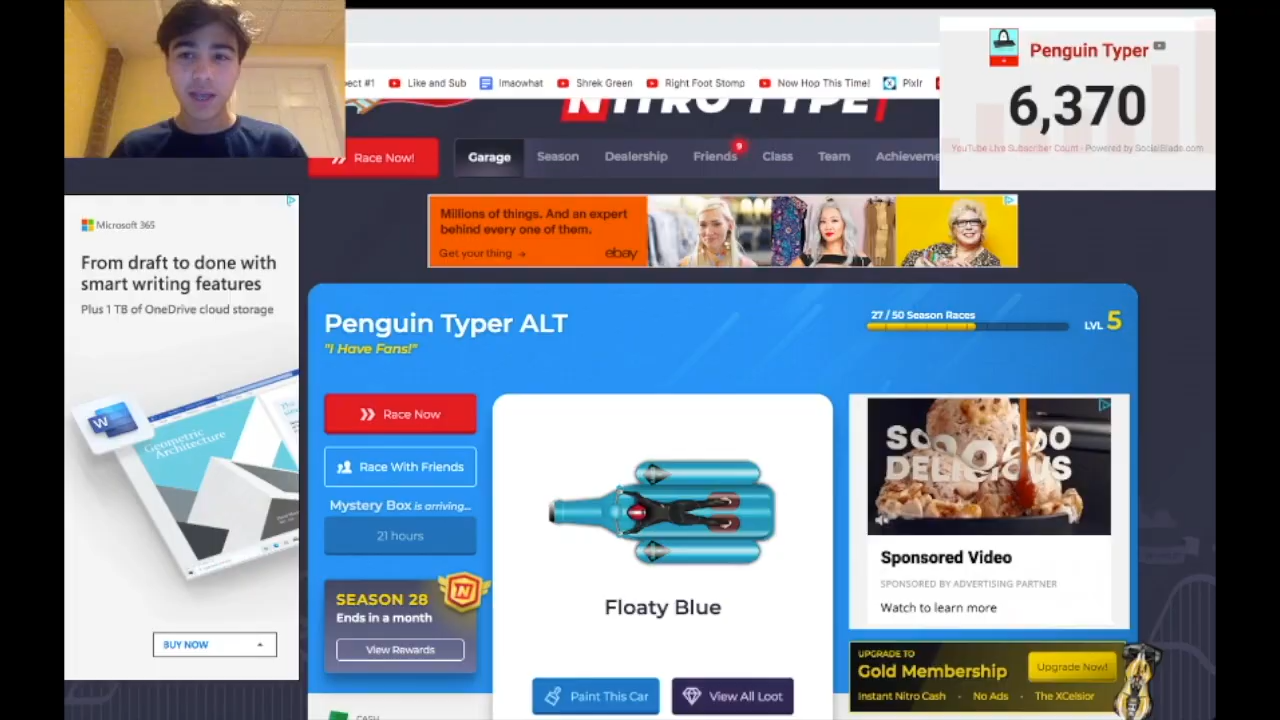 Penguin Typer
6,370
YouTube Live Subscriber Count - Powered by SocialBlade.com
ect #1
Like and Sub
lmaowhat
Shrek Green
Right Foot Stomp
Now Hop This Time!
Pixlr
NITRO TYPE
Race Now!
Garage
Season
Dealership
Friends
9
Class
Team
Achieveme
Microsoft 365
From draft to done with
smart writing features
Plus 1 TB of OneDrive cloud storage
W
Geometric
Architecture
BUY NOW
Millions of things. And an expert
behind every one of them.
Get your thing →
ebay
Penguin Typer ALT
"I Have Fans!"
27 / 50 Season Races
LVL 5
Race Now
Race With Friends
Mystery Box is arriving...
21 hours
SEASON 28
Ends in a month
View Rewards
N
Floaty Blue
Paint This Car
View All Loot
DELICIOUS
Sponsored Video
SPONSORED BY ADVERTISING PARTNER
Watch to learn more
UPGRADE TO
Gold Membership
Upgrade Now!
Instant Nitro Cash - No Ads - The XCelsior
CASH